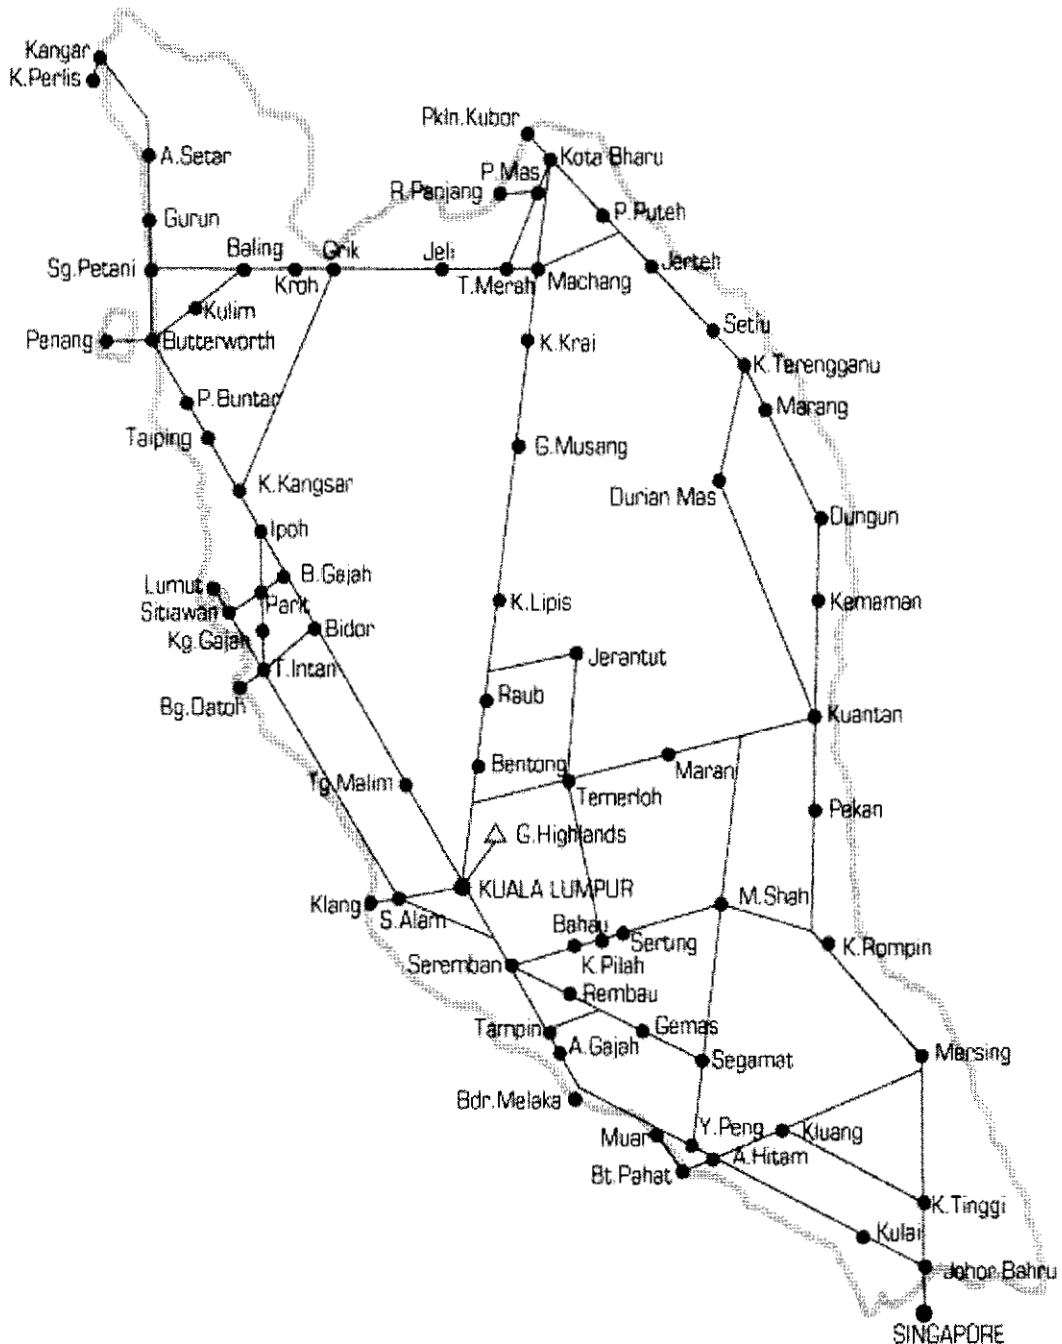 Kangar
K.Perlis
Pkln.Kubor
A.Setar
Kota Bharu
P.Mas
R.Panjang
Gurun
P.Puteh
Baling
Grik
Jeli
Sg.Petani
Kroh
T.Merah
Machang
Jerteh
Kulim
Penang
Butterworth
K.Krai
Setiu
K.Terengganu
P.Buntar
Marang
Taiping
G.Musang
K.Kangsar
Durian Mas
Dungun
Ipoh
B.Gajah
Lumut
Parit
K.Lipis
Kemaman
Sitiawan
Kg.Gajah
Bidor
T.Intan
Jerantut
Bg.Datoh
Raub
Kuantan
Bentong
Maran
Tg.Malim
Temerloh
Pekan
G.Highlands
KUALA LUMPUR
Klang
S.Alam
M.Shah
Bahau
Serting
K.Rompin
Seremban
K.Pilah
Rembau
Tampin
Gemas
A.Gajah
Segamat
Mersing
Bdr.Melaka
Muar
Y.Peng
Kluang
A.Hitam
Bt.Pahat
K.Tinggi
Kulai
Johor Bahru
SINGAPORE